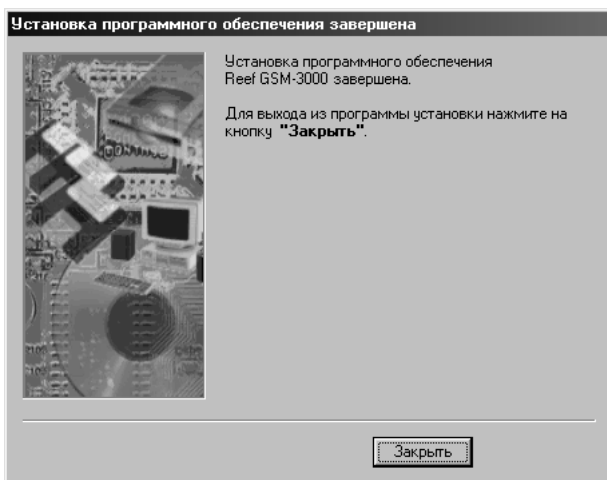 Установка программного обеспечения завершена
Установка программного обеспечения
Reef GSM-3000 завершена.
Для выхода из программы установки нажмите на
кнопку "Закрыть".
Закрыть